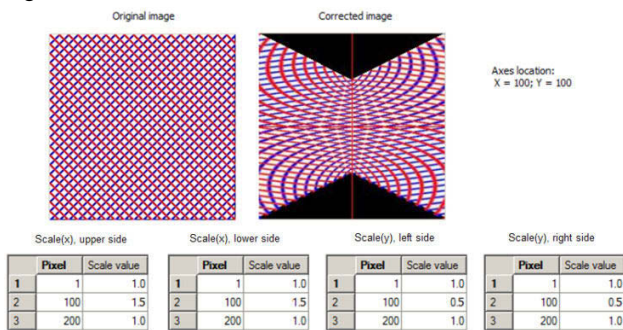 Original image
Corrected image
Axes location:
X = 100; Y = 100
Scale(x), upper side
Scale(x), lower side
Scale(y), left side
Scale(y), right side
Pixel Scale value
1 1 1.0
2 100 1.5
3 200 1.0
Pixel Scale value
1 1 1.0
2 100 1.5
3 200 1.0
Pixel Scale value
1 1 1.0
2 100 0.5
3 200 1.0
Pixel Scale value
1 1 1.0
2 100 0.5
3 200 1.0